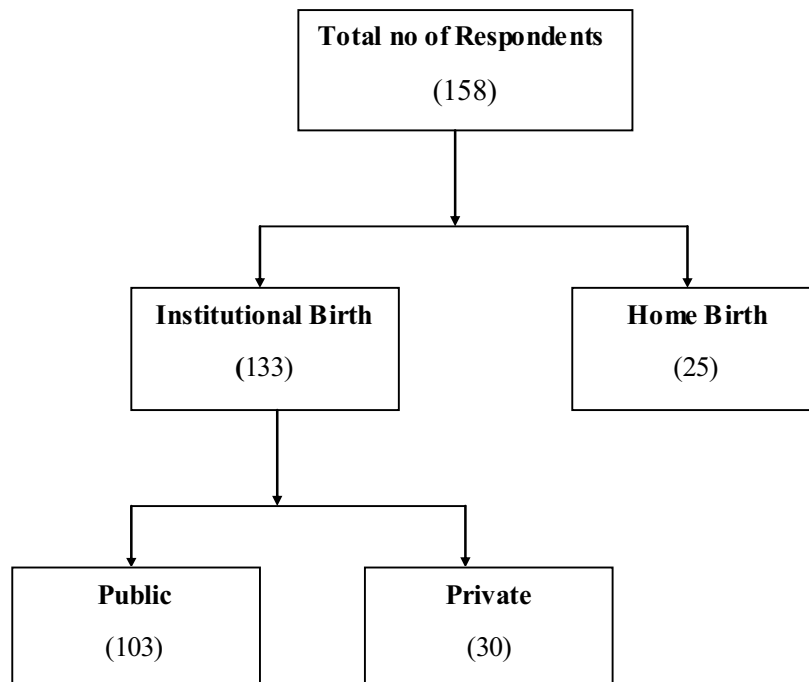 Total no of Respondents
(158)
Institutional Birth
(133)
Home Birth
(25)
Public
(103)
Private
(30)